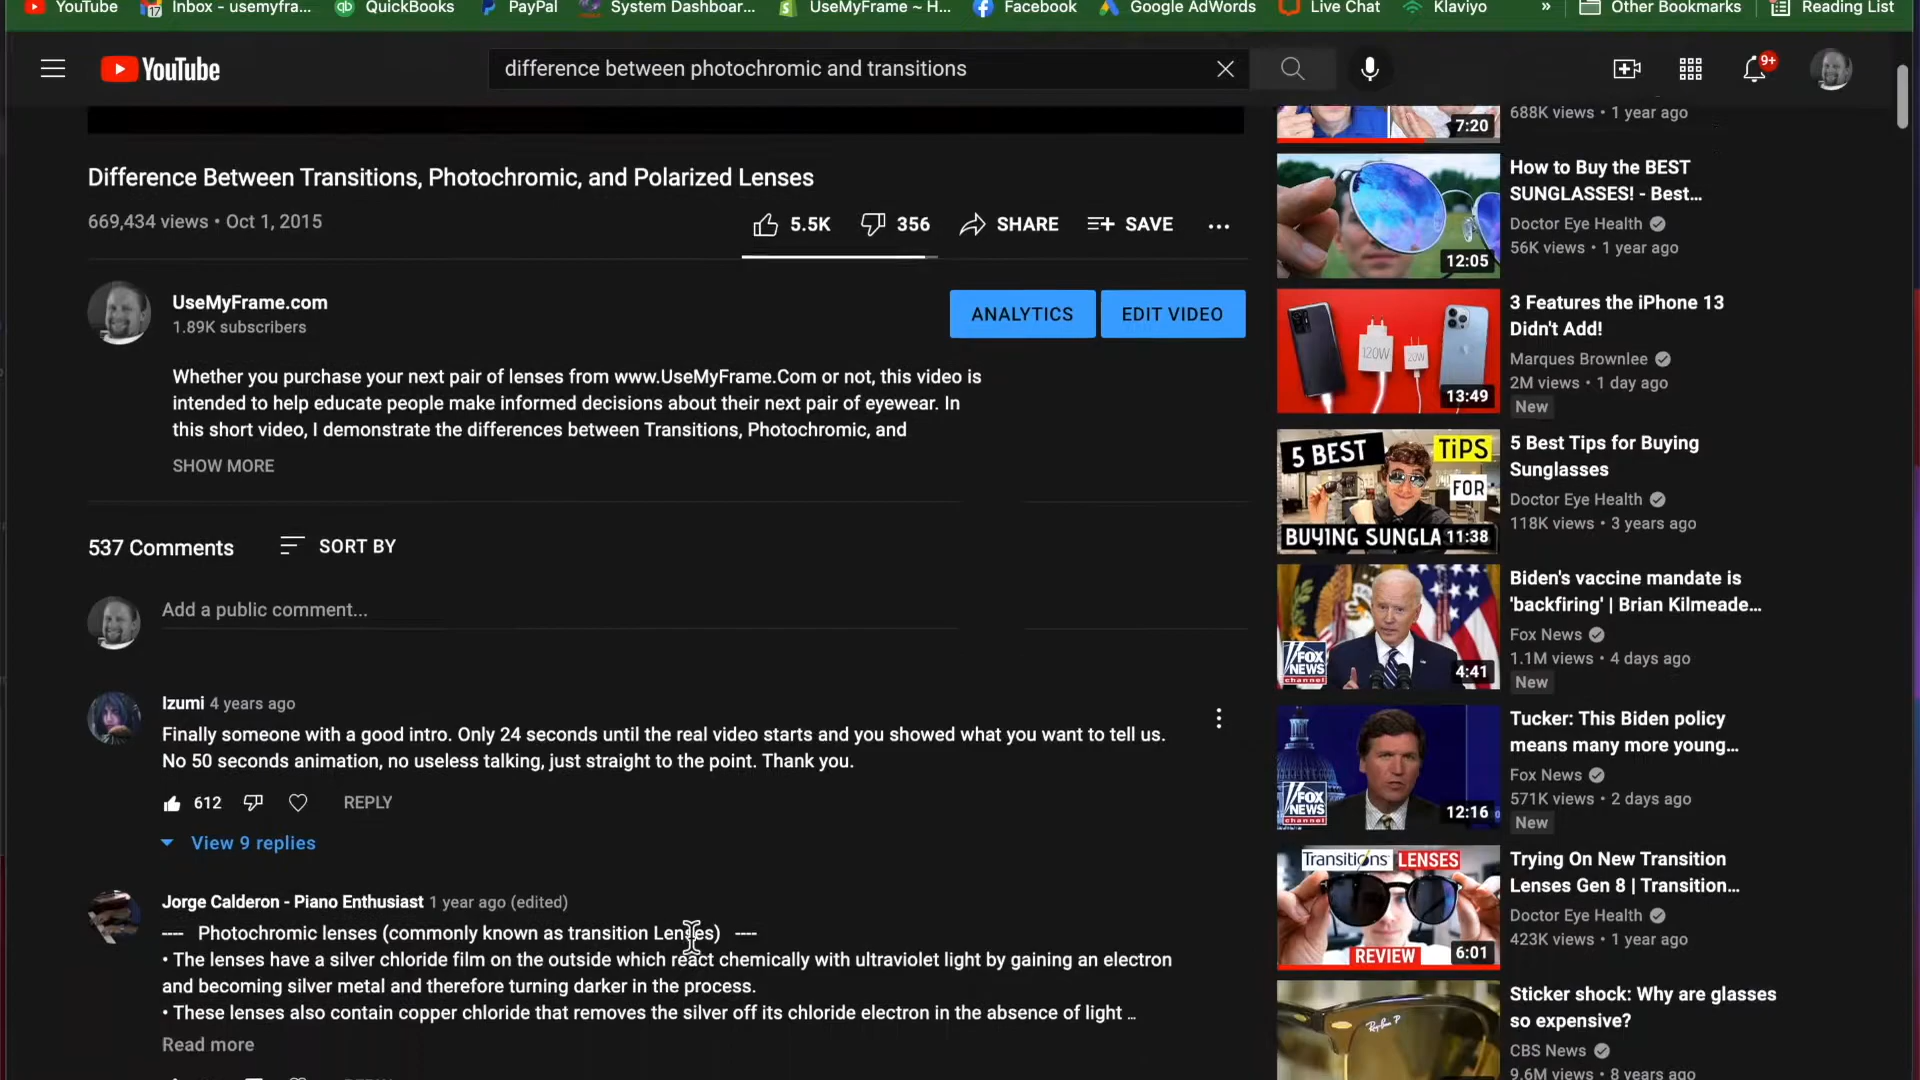 YouTube
Inbox - usemyfra...
QuickBooks
PayPal
System Dashboar...
UseMyFrame ~ H...
Facebook
Google AdWords
Live Chat
Klaviyo
»
Other Bookmarks
Reading List
17
qb
YouTube
difference between photochromic and transitions
9+
Difference Between Transitions, Photochromic, and Polarized Lenses
669,434 views • Oct 1, 2015
5.5K
356
SHARE
SAVE
UseMyFrame.com
1.89K subscribers
ANALYTICS
EDIT VIDEO
Whether you purchase your next pair of lenses from www.UseMyFrame.Com or not, this video is
intended to help educate people make informed decisions about their next pair of eyewear. In
this short video, I demonstrate the differences between Transitions, Photochromic, and
SHOW MORE
537 Comments
SORT BY
Add a public comment...
Izumi 4 years ago
Finally someone with a good intro. Only 24 seconds until the real video starts and you showed what you want to tell us.
No 50 seconds animation, no useless talking, just straight to the point. Thank you.
612
REPLY
View 9 replies
Jorge Calderon - Piano Enthusiast 1 year ago (edited)
---- Photochromic lenses (commonly known as transition Lenses) ----
• The lenses have a silver chloride film on the outside which react chemically with ultraviolet light by gaining an electron
and becoming silver metal and therefore turning darker in the process.
• These lenses also contain copper chloride that removes the silver off its chloride electron in the absence of light ...
Read more
7:20
688K views • 1 year ago
12:05
How to Buy the BEST
SUNGLASSES! - Best...
Doctor Eye Health
56K views • 1 year ago
120W
20W
13:49
3 Features the iPhone 13
Didn't Add!
Marques Brownlee
2M views • 1 day ago
New
5 BEST
TiPS
FOR
BUYING SUNGLA
11:38
5 Best Tips for Buying
Sunglasses
Doctor Eye Health
118K views • 3 years ago
FOX
NEWS
channel
4:41
Biden's vaccine mandate is
'backfiring' | Brian Kilmeade...
Fox News
1.1M views • 4 days ago
New
FOX
NEWS
channel
12:16
Tucker: This Biden policy
means many more young...
Fox News
571K views • 2 days ago
New
Transitions LENSES
REVIEW
6:01
Trying On New Transition
Lenses Gen 8 | Transition...
Doctor Eye Health
423K views • 1 year ago
Ray-Ban P
Sticker shock: Why are glasses
so expensive?
CBS News
9.6M views • 8 years ago